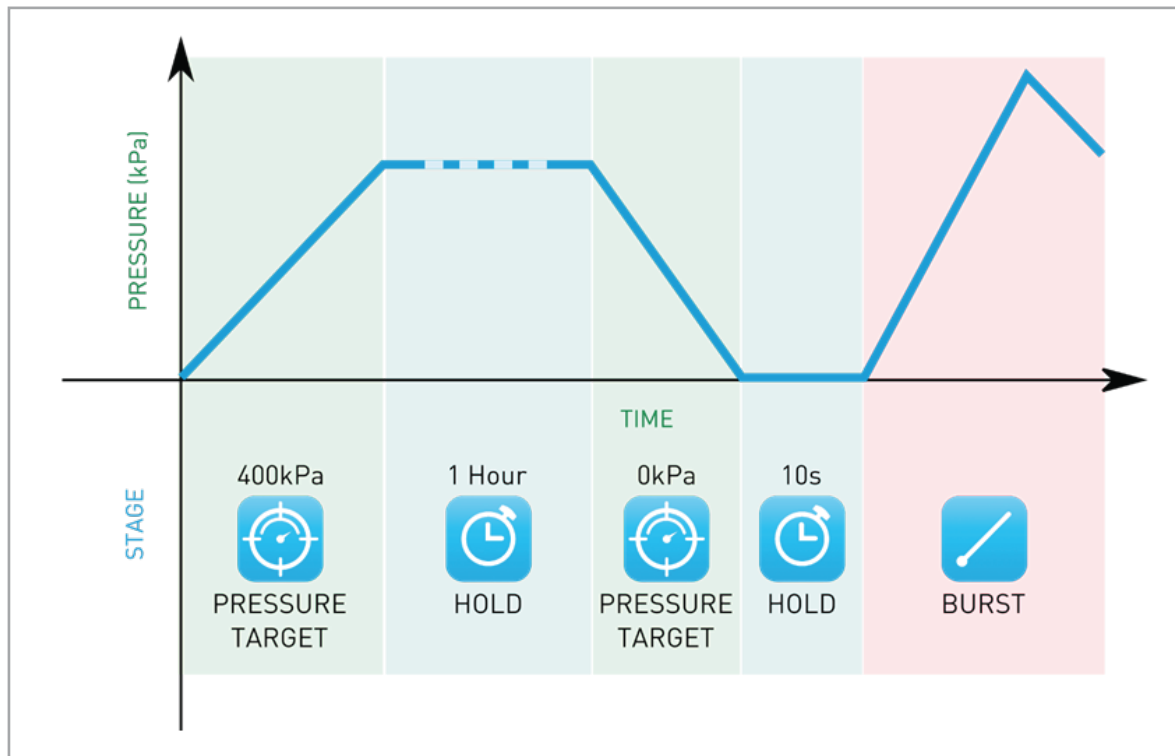 PRESSURE (kPa)
TIME
STAGE
400kPa
PRESSURE
TARGET
1 Hour
HOLD
0kPa
PRESSURE
TARGET
10s
HOLD
BURST